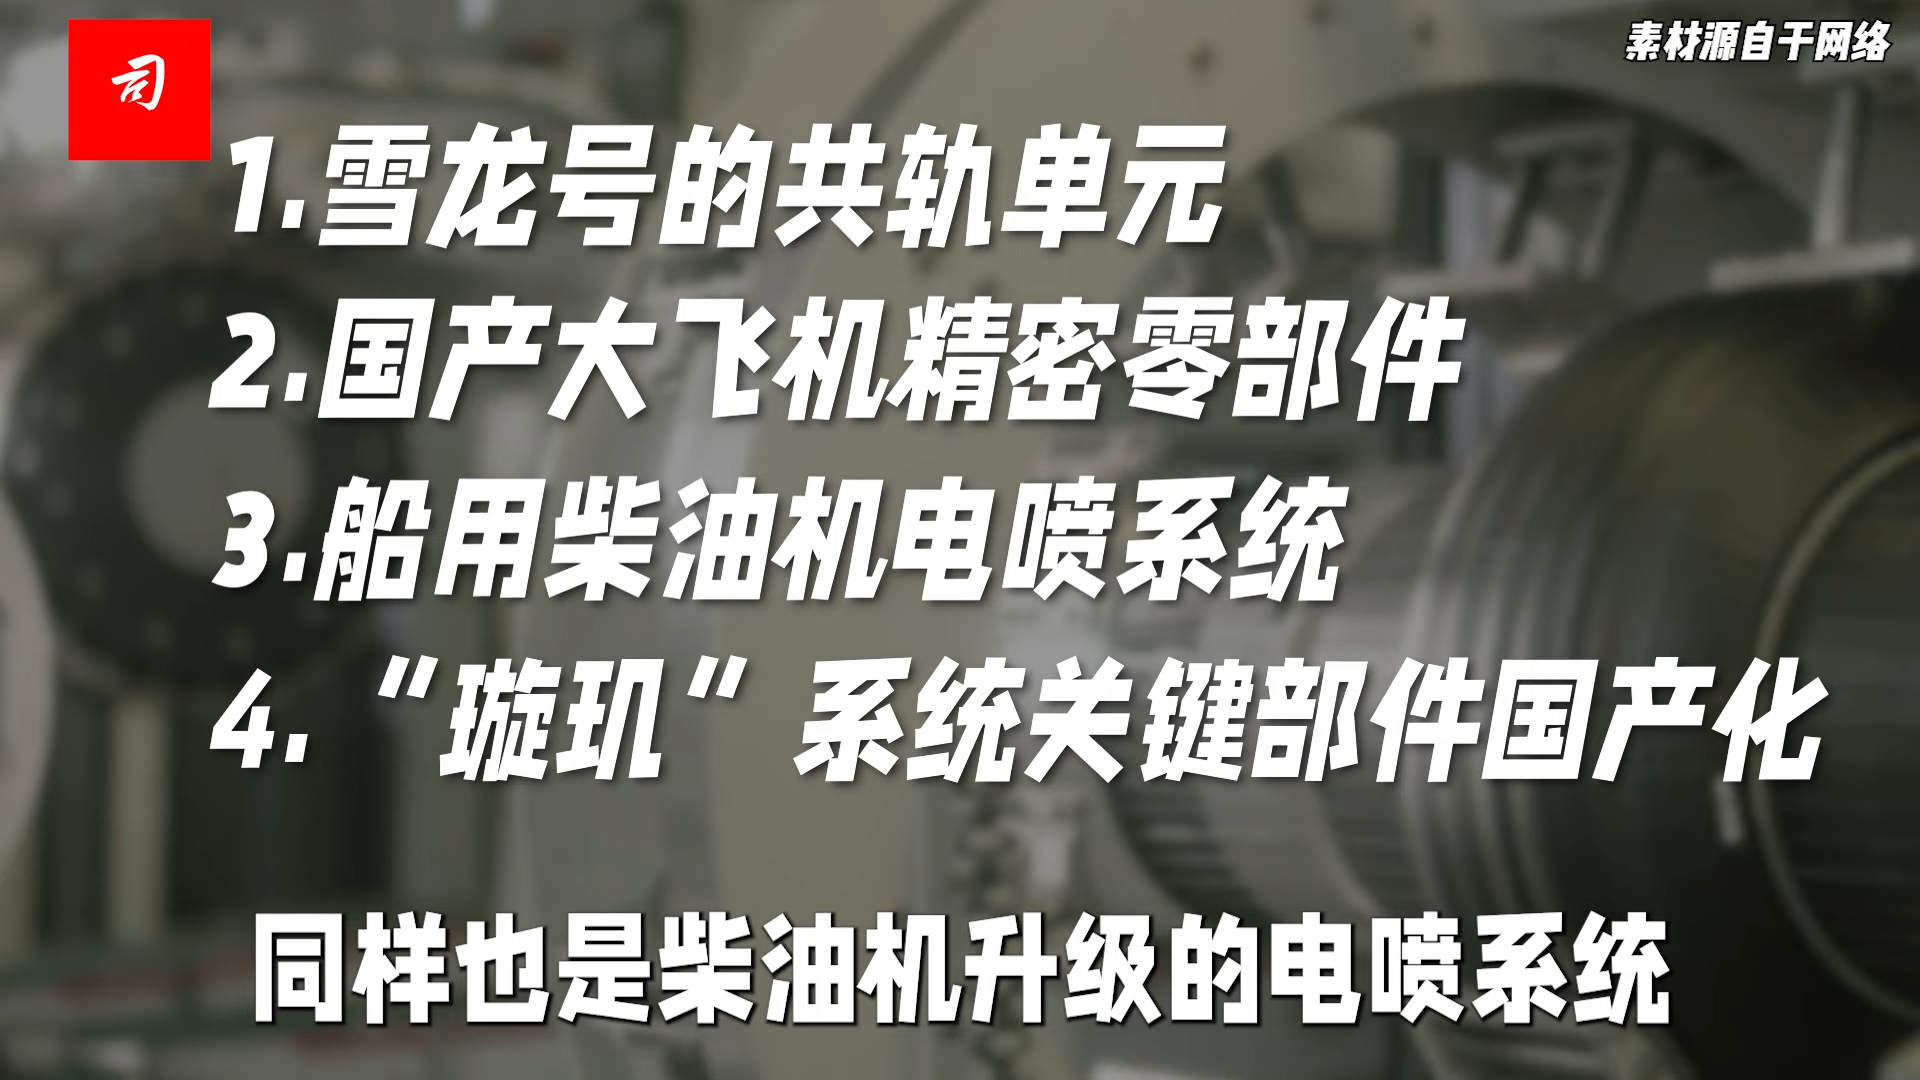 司
素材源自于网络
1.雪龙号的共轨单元
2.国产大飞机精密零部件
3.船用柴油机电喷系统
4.“璇玑”系统关键部件国产化
同样也是柴油机升级的电喷系统